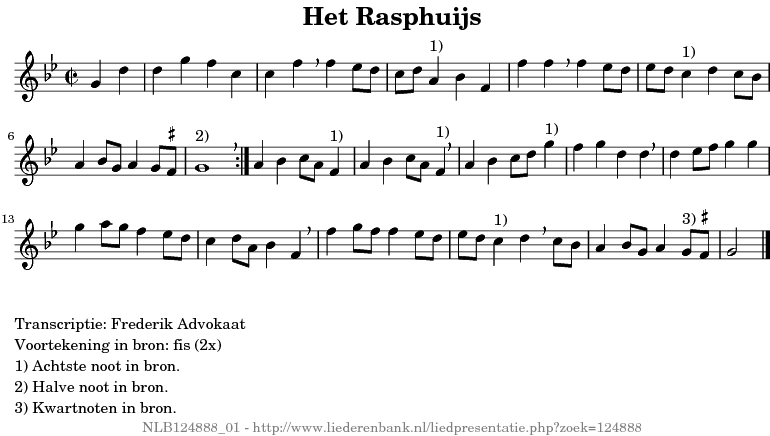 Het Rasphuijs
1)
1)
6
2)
1)
1)
1)
13
1)
3)
Transcriptie: Frederik Advokaat
Voortekening in bron: fis (2x)
1) Achtste noot in bron.
2) Halve noot in bron.
3) Kwartnoten in bron.
NLB124888_01 - http://www.liederenbank.nl/liedpresentatie.php?zoek=124888